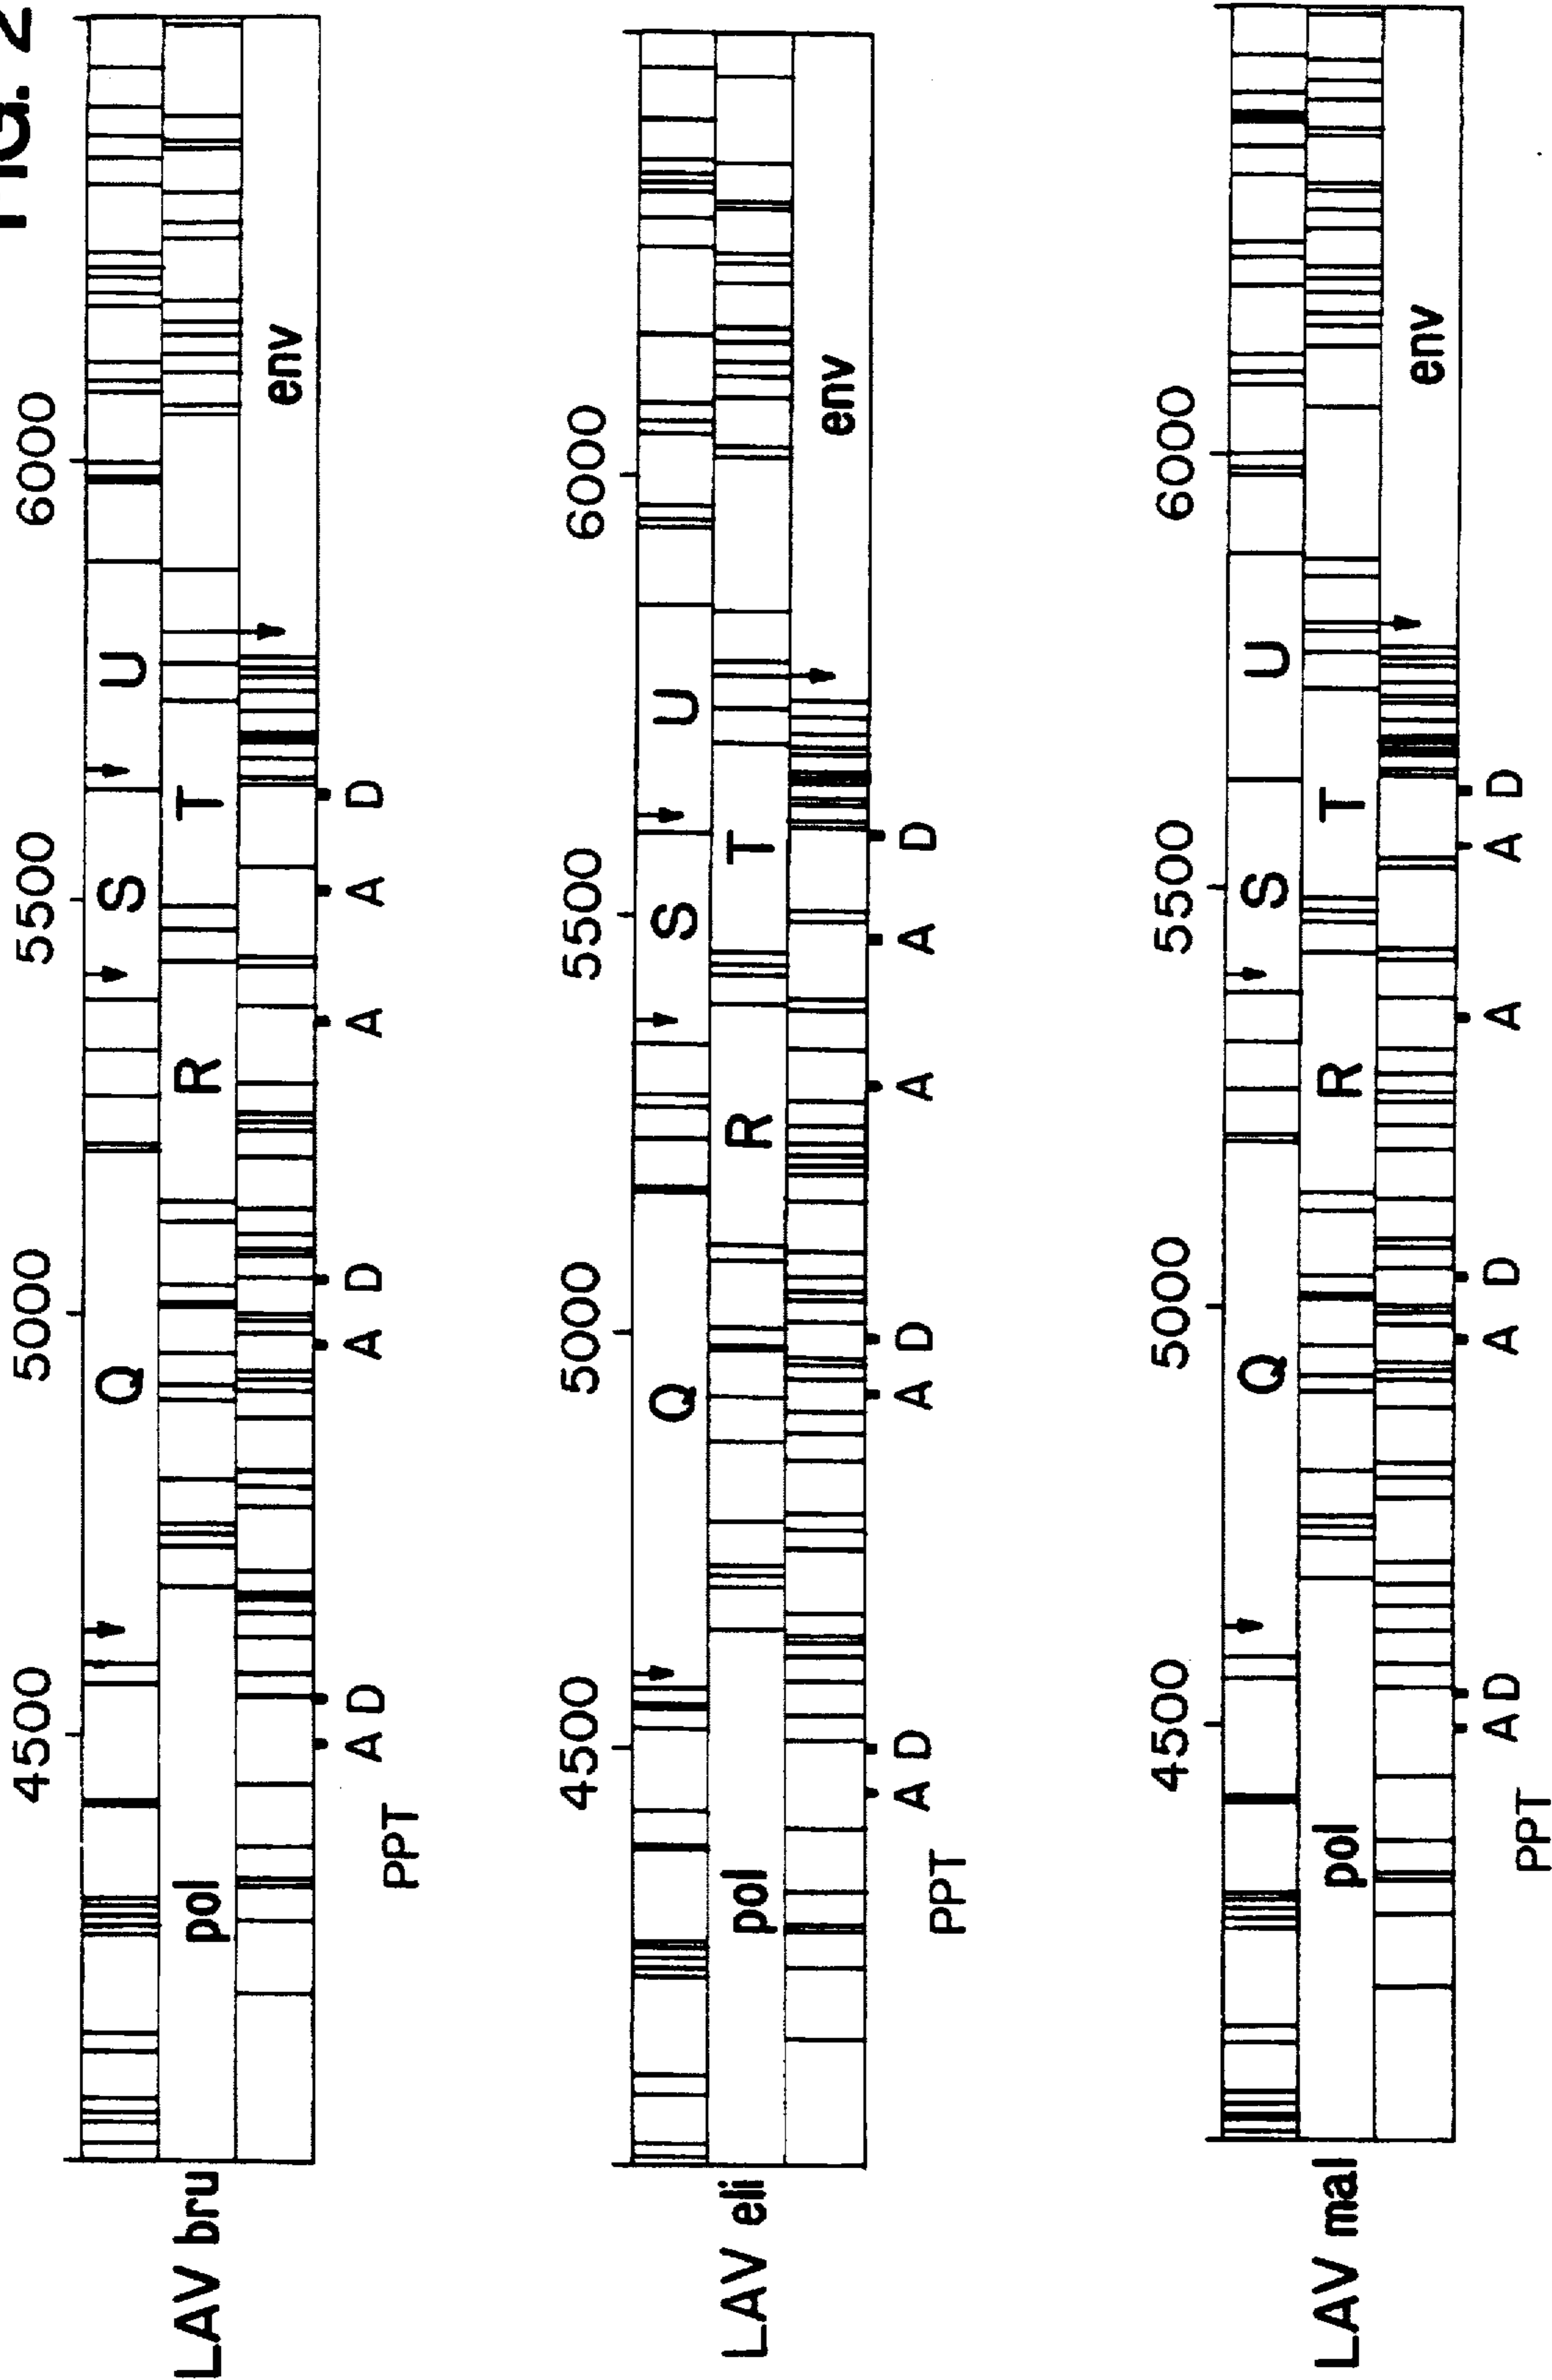 FIG. 2
4500 5000 5500 6000
Q S U
LAV bru pol R T
env
A D A D A A D
PPT
4500 5000 5500 6000
Q S U
LAV eli pol R T
env
A D A D A A D
PPT
4500 5000 5500 6000
Q S U
LAV mal pol R T
env
A D A D A A D
PPT